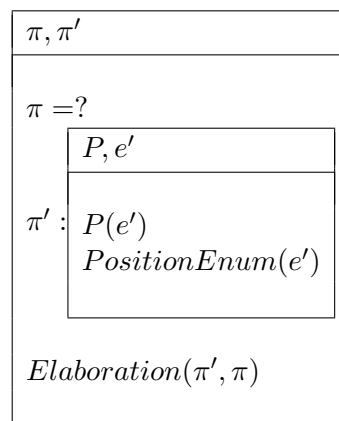 π, π′
π =?
P, e′
π′ : P(e′)
PositionEnum(e′)
Elaboration(π′, π)